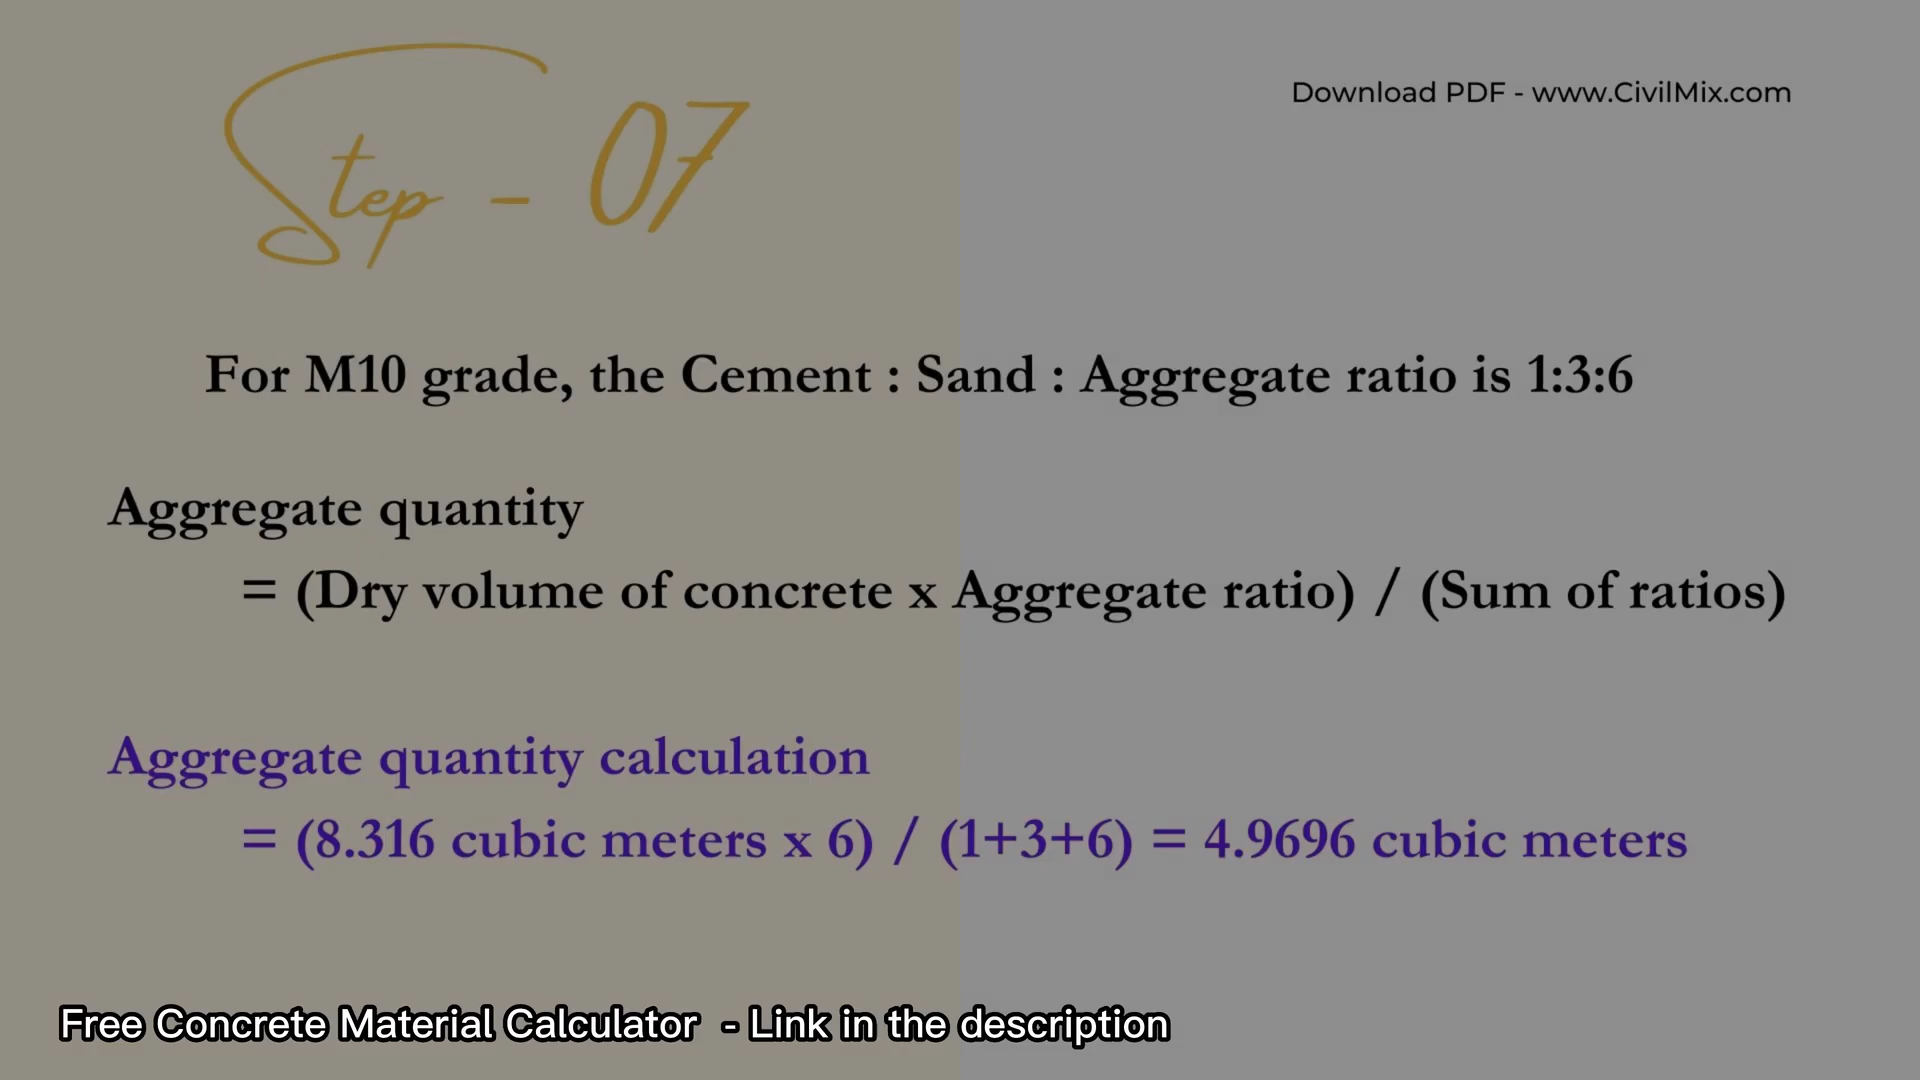 Step - 07
Download PDF - www.CivilMix.com
For M10 grade, the Cement : Sand : Aggregate ratio is 1:3:6
Aggregate quantity
= (Dry volume of concrete x Aggregate ratio) / (Sum of ratios)
Aggregate quantity calculation
= (8.316 cubic meters x 6) / (1+3+6) = 4.9696 cubic meters
Free Concrete Material Calculator - Link in the description